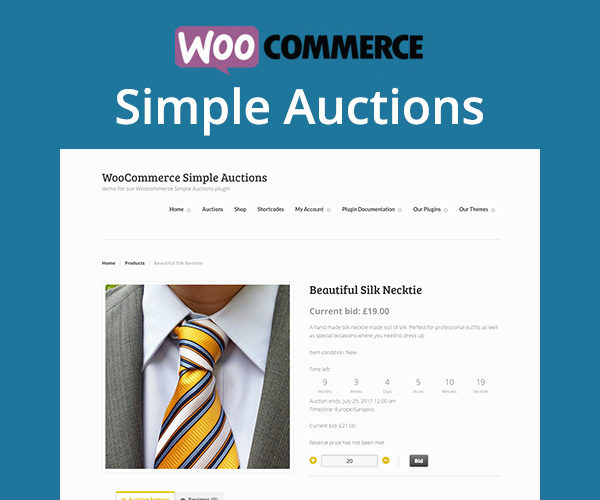 WOO COMMERCE
Simple Auctions
WooCommerce Simple Auctions
demo for our Woocommerce Simple Auctions plugin
Home Auctions Shop Shortcodes My Account Plugin Documentation Our Plugins Our Themes
Home / Products / Beautiful Silk Necktie
Beautiful Silk Necktie
Current bid: £19.00
A hand made silk necktie made out of silk. Perfect for professional outfits as well
as special occasions where you need to dress up.
Item condition: New
Time left:
9 3 4 5 10 19
Months Weeks Days Hours Minutes Seconds
Auction ends: July 29, 2017 12:00 am
Timezone: Europe/Sarajevo
Current bid: £21.00
Reserve price has not been met
20 Bid
Auction history Reviews (0)